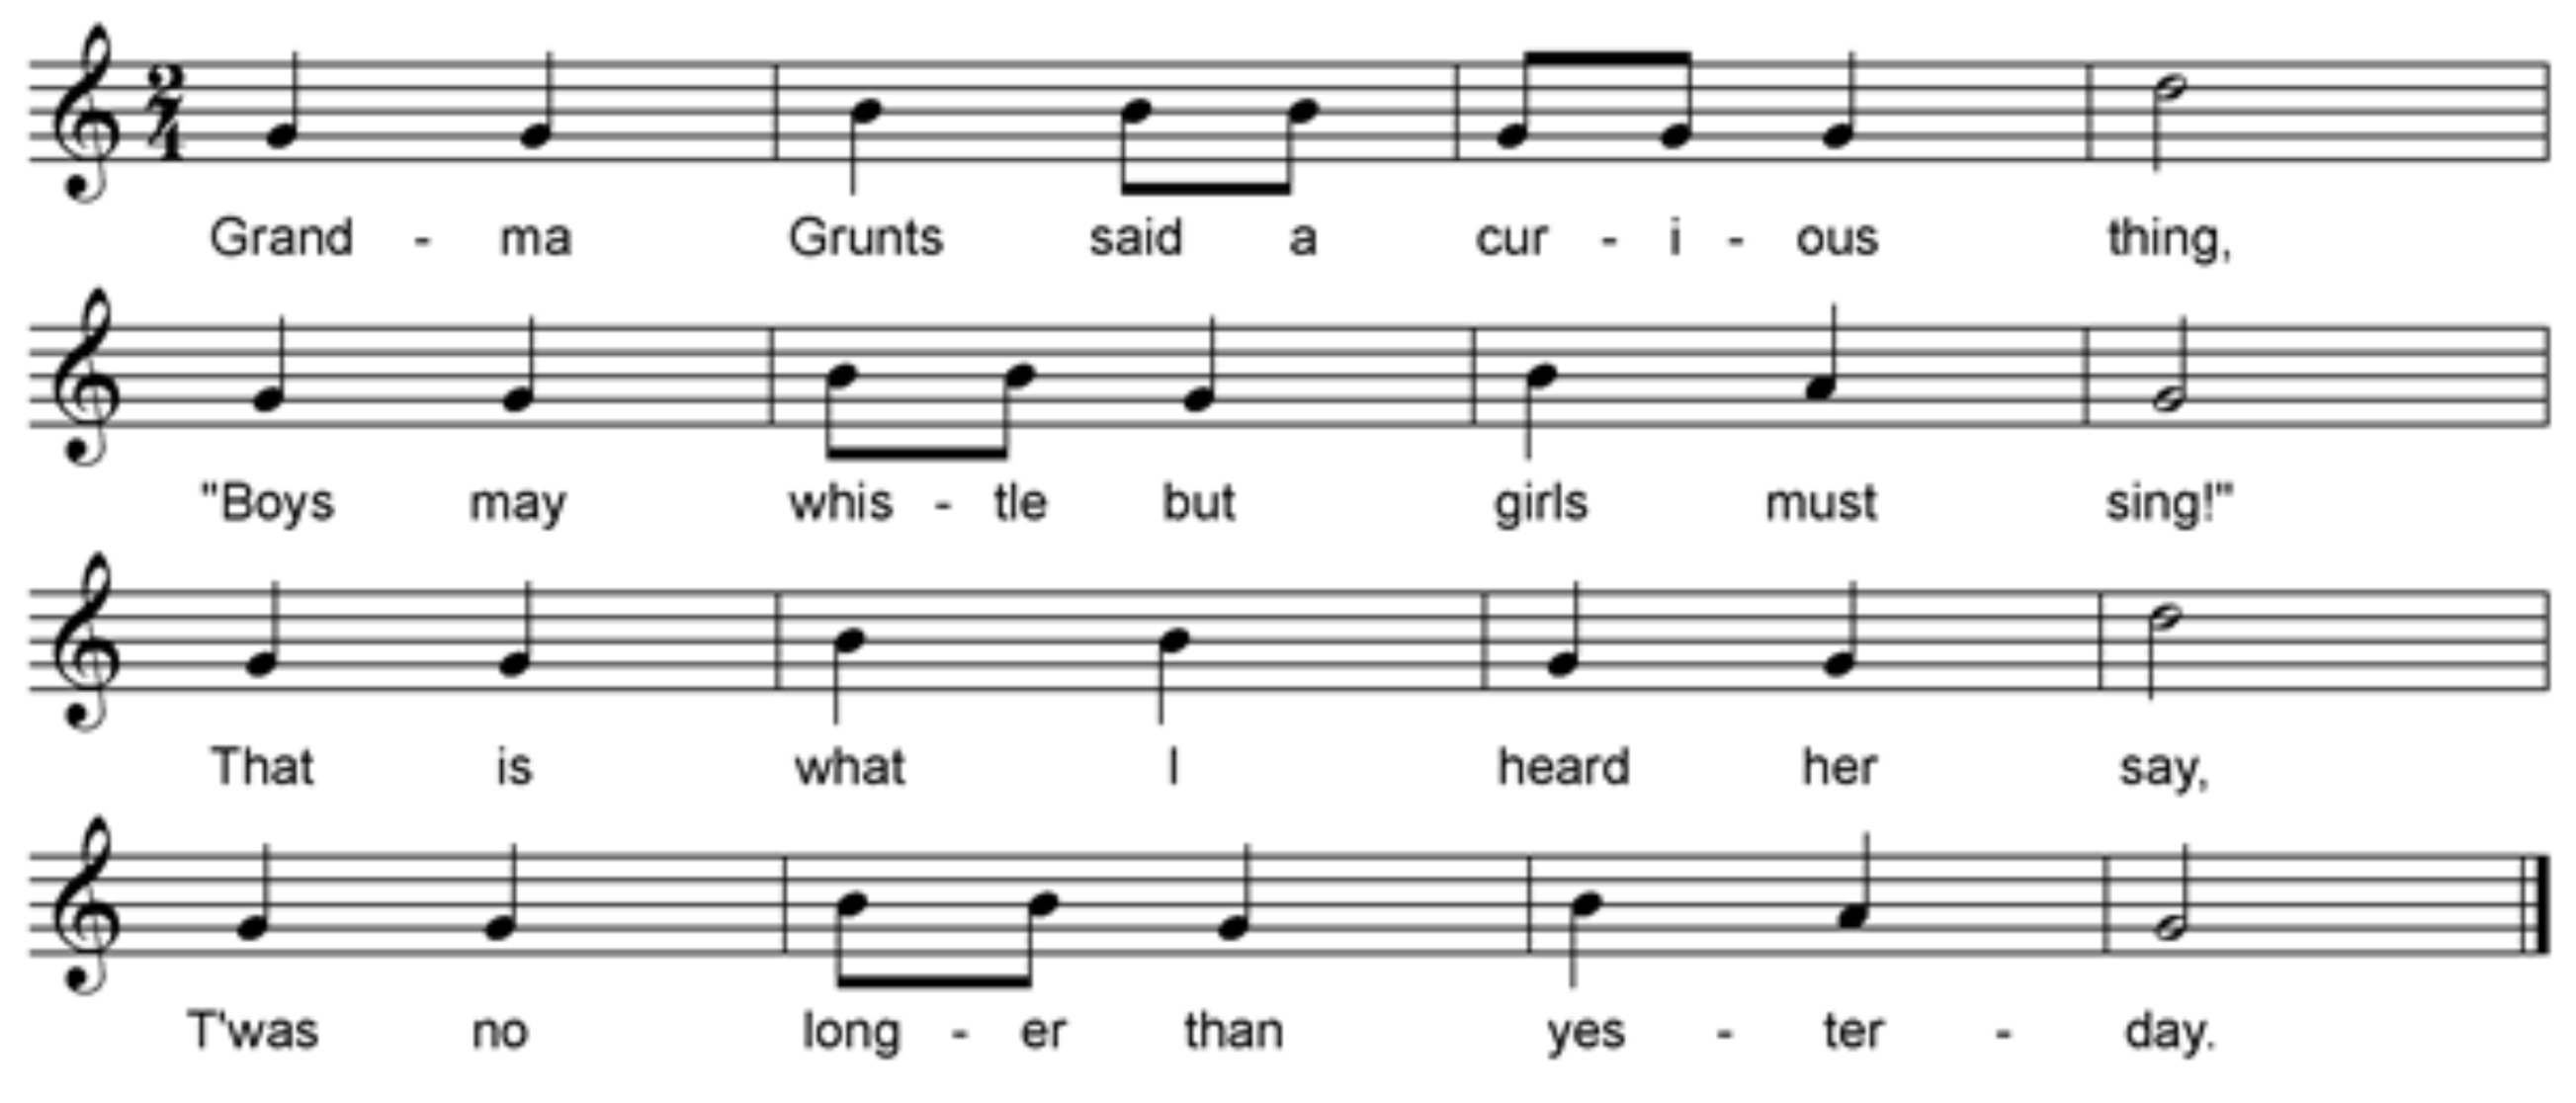 2
4
Grand - ma Grunts said a cur - i - ous thing,
"Boys may whis - tle but girls must sing!"
That is what I heard her say,
T'was no long - er than yes - ter - day.